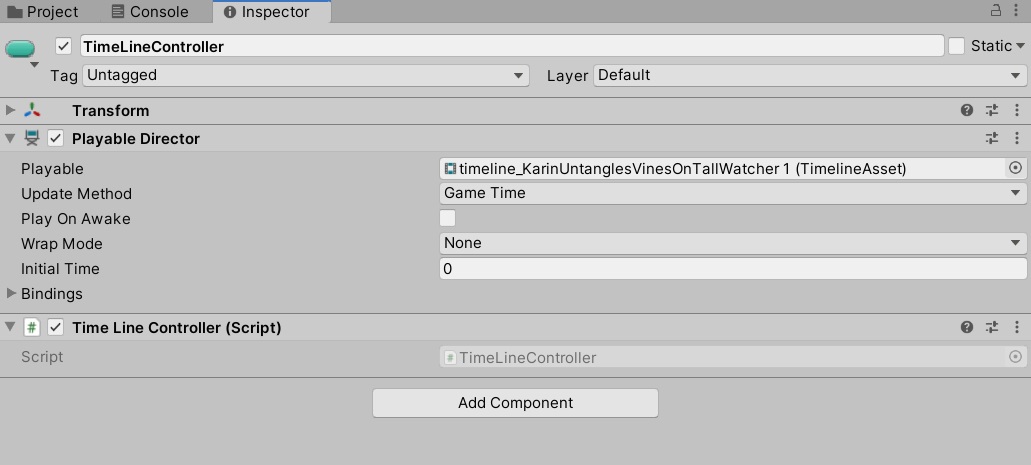 Project Console Inspector
TimeLineController Static
Tag Untagged Layer Default
Transform
Playable Director
Playable timeline_KarinUntanglesVinesOnTallWatcher 1 (TimelineAsset)
Update Method Game Time
Play On Awake
Wrap Mode None
Initial Time 0
Bindings
# Time Line Controller (Script)
Script # TimeLineController
Add Component